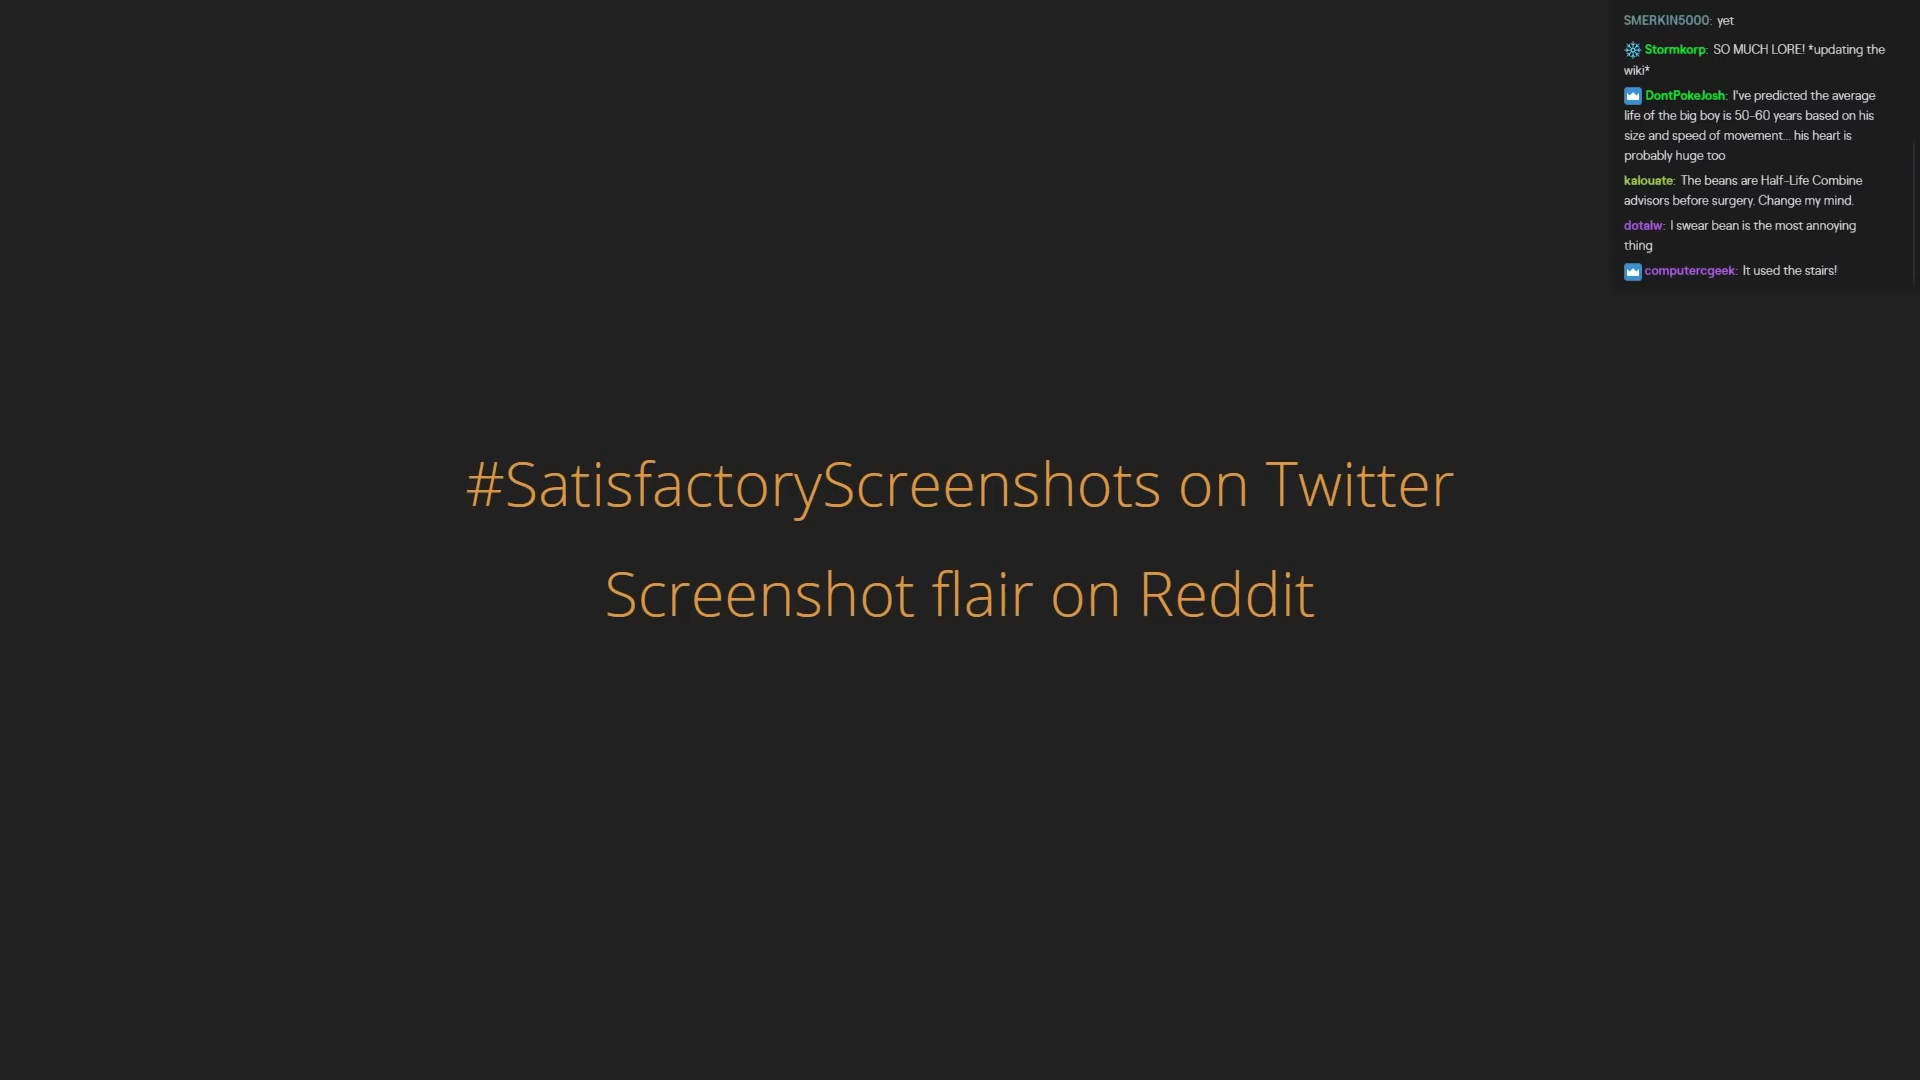 SMERKIN5000: yet
Stormkorp: SO MUCH LORE! *updating the
wiki*
DontPokeJosh: I've predicted the average
life of the big boy is 50-60 years based on his
size and speed of movement... his heart is
probably huge too
kalouate: The beans are Half-Life Combine
advisors before surgery. Change my mind.
dotalw: I swear bean is the most annoying
thing
computercgeek: It used the stairs!
#SatisfactoryScreenshots on Twitter
Screenshot flair on Reddit